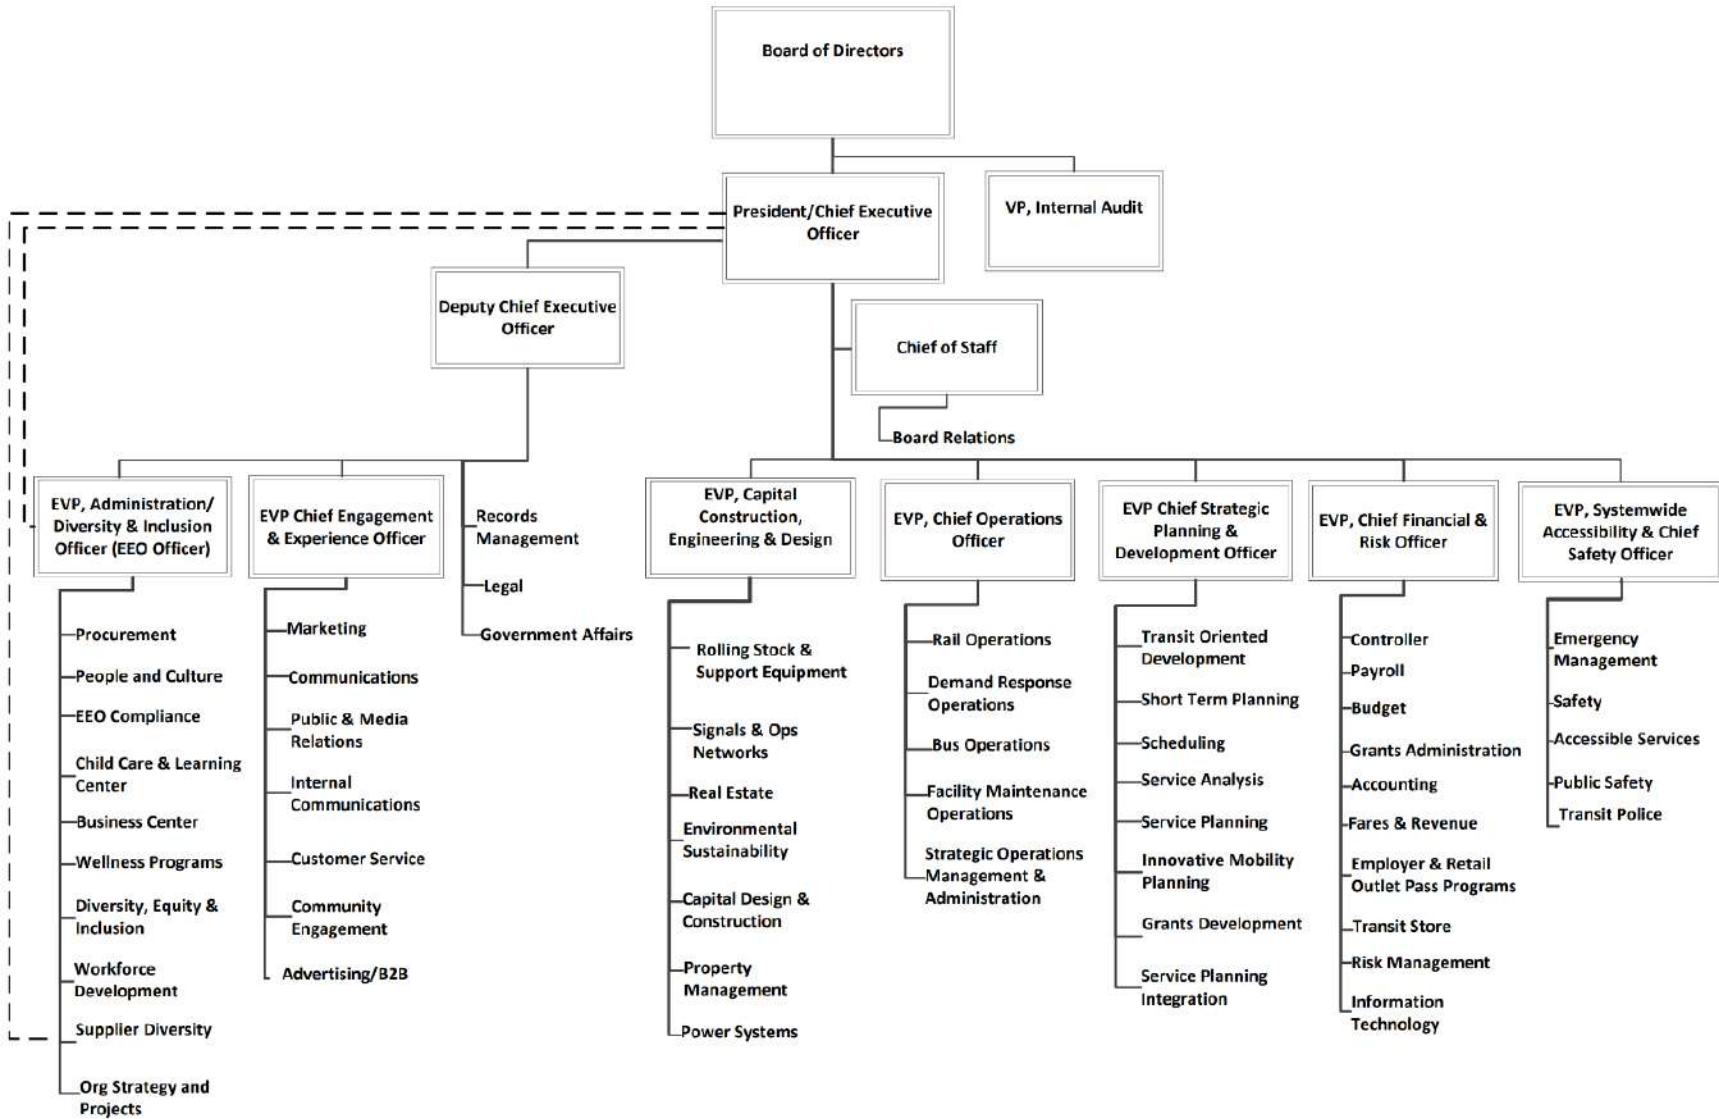 Board of Directors
President/Chief Executive
Officer
VP, Internal Audit
Deputy Chief Executive
Officer
Chief of Staff
Board Relations
EVP, Administration/
Diversity & Inclusion
Officer (EEO Officer)
Procurement
People and Culture
EEO Compliance
Child Care & Learning
Center
Business Center
Wellness Programs
Diversity, Equity &
Inclusion
Workforce
Development
Supplier Diversity
Org Strategy and
Projects
EVP Chief Engagement
& Experience Officer
Marketing
Communications
Public & Media
Relations
Internal
Communications
Customer Service
Community
Engagement
Advertising/B2B
Records
Management
Legal
Government Affairs
EVP, Capital
Construction,
Engineering & Design
Rolling Stock &
Support Equipment
Signals & Ops
Networks
Real Estate
Environmental
Sustainability
Capital Design &
Construction
Property
Management
Power Systems
EVP, Chief Operations
Officer
Rail Operations
Demand Response
Operations
Bus Operations
Facility Maintenance
Operations
Strategic Operations
Management &
Administration
EVP Chief Strategic
Planning &
Development Officer
Transit Oriented
Development
Short Term Planning
Scheduling
Service Analysis
Service Planning
Innovative Mobility
Planning
Grants Development
Service Planning
Integration
EVP, Chief Financial &
Risk Officer
Controller
Payroll
Budget
Grants Administration
Accounting
Fares & Revenue
Employer & Retail
Outlet Pass Programs
Transit Store
Risk Management
Information
Technology
EVP, Systemwide
Accessibility & Chief
Safety Officer
Emergency
Management
Safety
Accessible Services
Public Safety
Transit Police